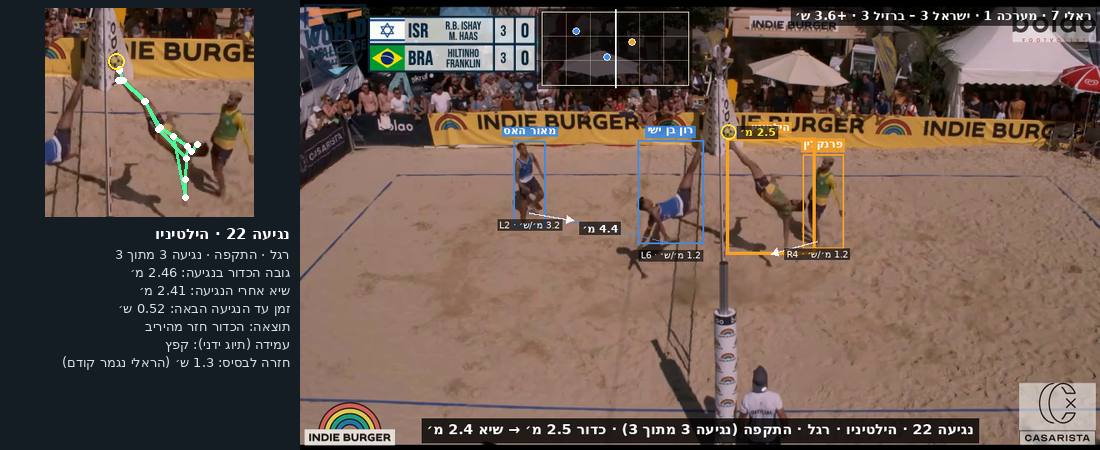 ראלי 7 · מערכה 1 · ישראל 3 – ברזיל 3 · +3.6 ש׳
ISR R.B. ISHAY M. HAAS 3 0
BRA HILTINHO FRANKLIN 3 0
INDIE BURGER
INDIE BURGER
INDIE BURGER
INDIE BURGER
bolao
מאור האס
רון בן ישי
2.5 מ׳
L2 · 3.2 מ׳/ש׳
4.4 מ׳
L6 · 1.2 מ׳/ש׳
R4 · 1.2 מ׳/ש׳
נגיעה 22 · הילטיניו
רגל · התקפה · נגיעה 3 מתוך 3
גובה הכדור בנגיעה: 2.46 מ׳
שיא אחרי הנגיעה: 2.41 מ׳
זמן עד הנגיעה הבאה: 0.52 ש׳
תוצאה: הכדור חזר מהיריב
עמידה (תיוג ידני): קפץ
חזרה לבסיס: 1.3 ש׳ (הראלי נגמר קודם)
נגיעה 22 · הילטיניו · רגל · התקפה (נגיעה 3 מתוך 3) · כדור 2.5 מ׳ → שיא 2.4 מ׳
INDIE BURGER
CASARISTA